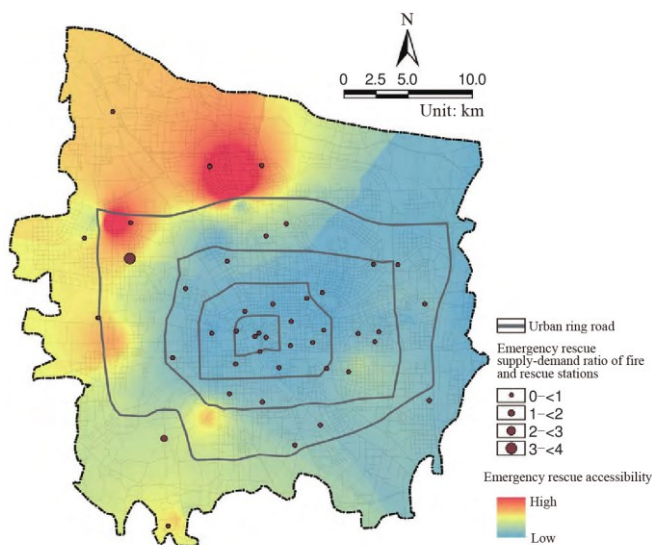 N
0 2.5 5.0 10.0
Unit: km
Urban ring road
Emergency rescue
supply-demand ratio of fire
and rescue stations
0-<1
1-<2
2-<3
3-<4
Emergency rescue accessibility
High
Low